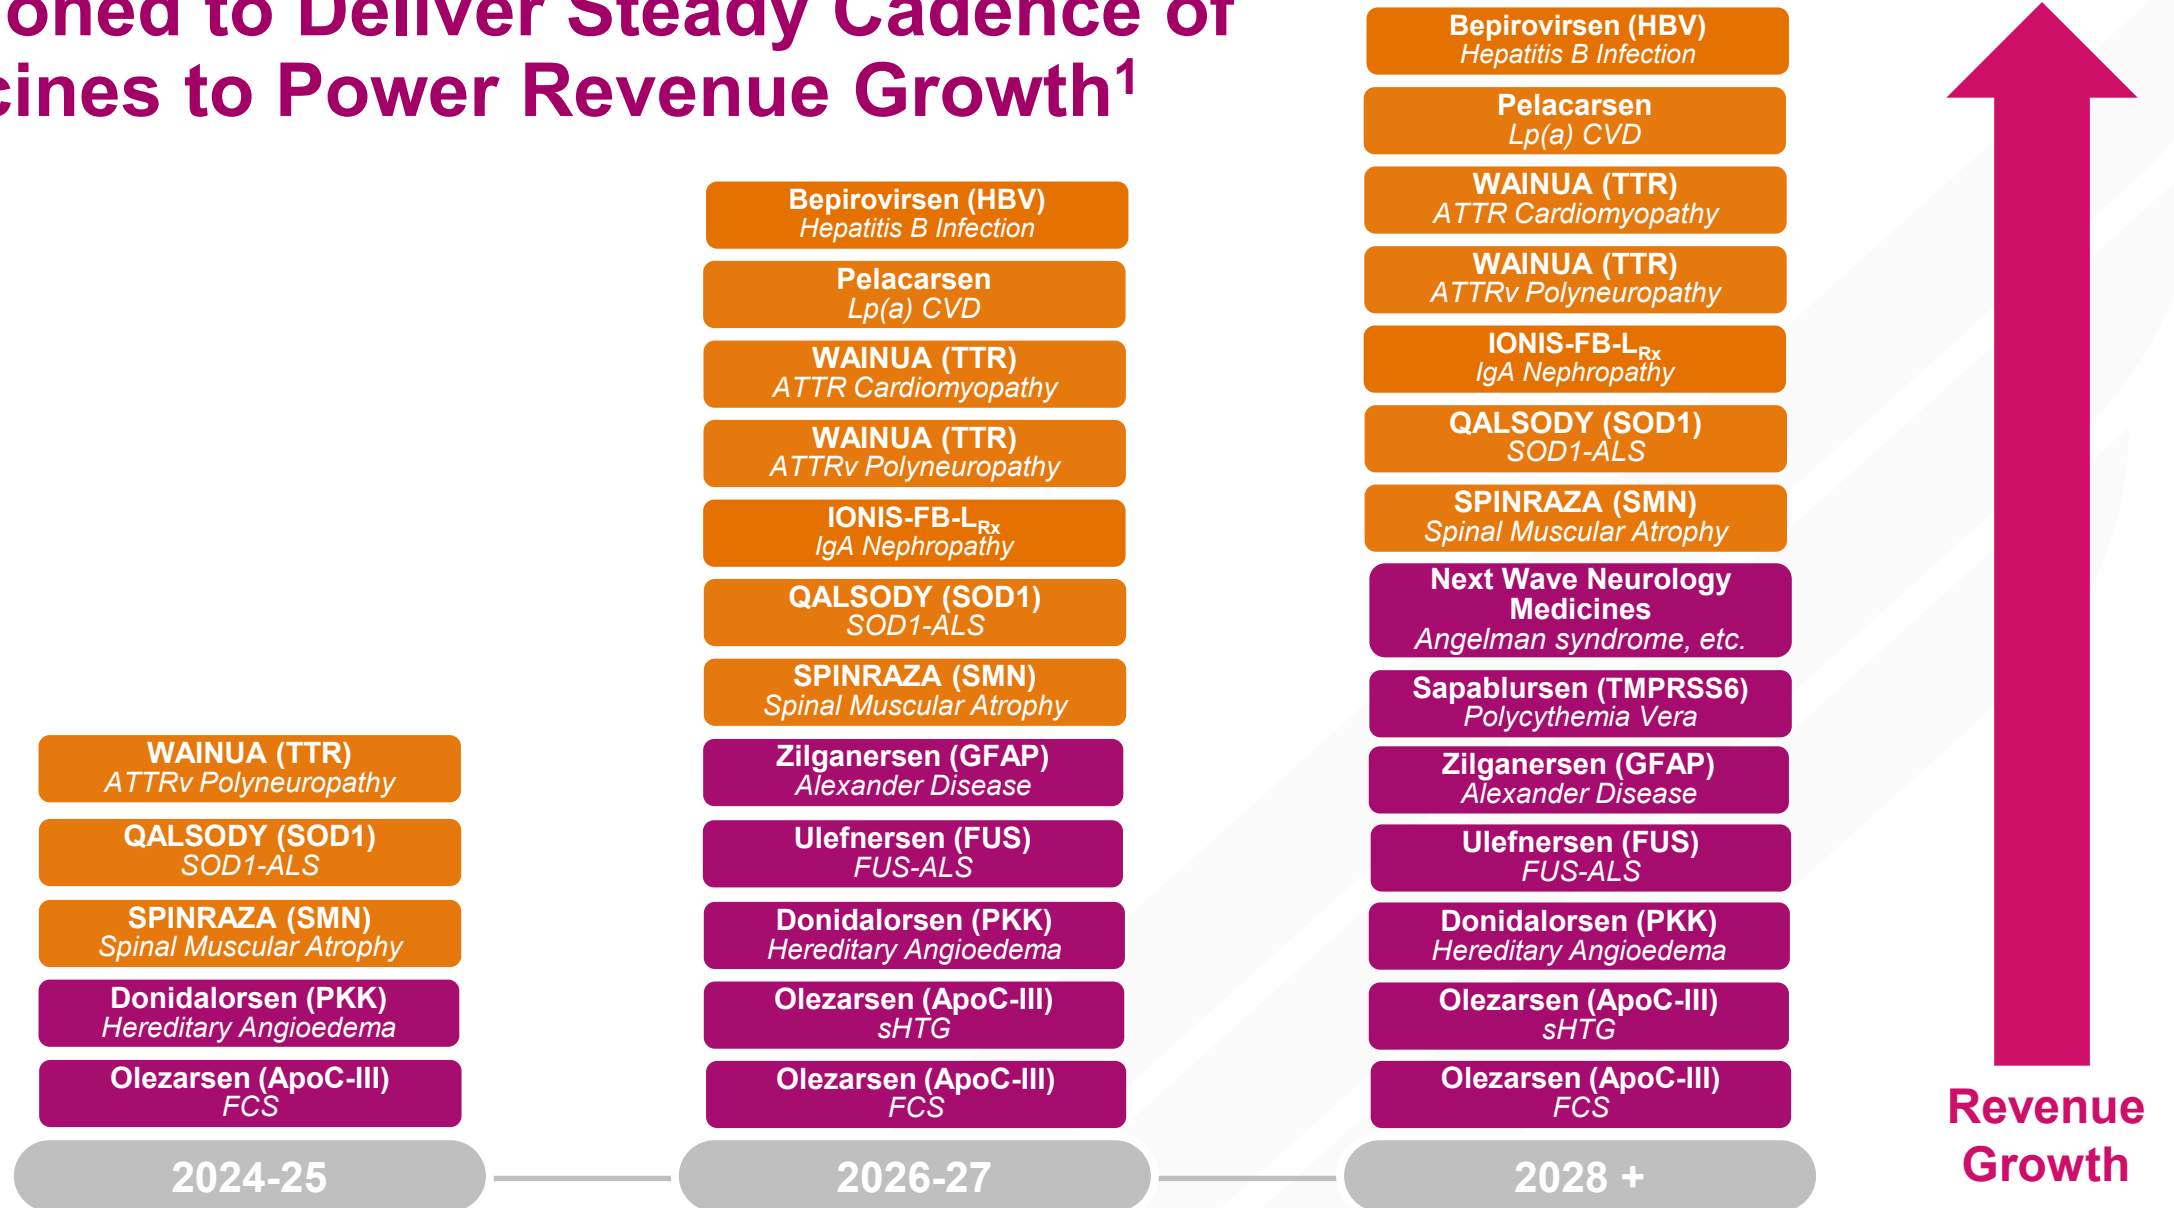 oned to Deliver Steady Cadence of
cines to Power Revenue Growth1
WAINUA (TTR)
ATTRv Polyneuropathy
QALSODY (SOD1)
SOD1-ALS
SPINRAZA (SMN)
Spinal Muscular Atrophy
Donidalorsen (PKK)
Hereditary Angioedema
Olezarsen (ApoC-III)
FCS
2024-25
Bepirovirsen (HBV)
Hepatitis B Infection
Pelacarsen
Lp(a) CVD
WAINUA (TTR)
ATTR Cardiomyopathy
WAINUA (TTR)
ATTRv Polyneuropathy
IONIS-FB-LRx
IgA Nephropathy
QALSODY (SOD1)
SOD1-ALS
SPINRAZA (SMN)
Spinal Muscular Atrophy
Zilganersen (GFAP)
Alexander Disease
Ulefnersen (FUS)
FUS-ALS
Donidalorsen (PKK)
Hereditary Angioedema
Olezarsen (ApoC-III)
sHTG
Olezarsen (ApoC-III)
FCS
2026-27
Bepirovirsen (HBV)
Hepatitis B Infection
Pelacarsen
Lp(a) CVD
WAINUA (TTR)
ATTR Cardiomyopathy
WAINUA (TTR)
ATTRv Polyneuropathy
IONIS-FB-LRx
IgA Nephropathy
QALSODY (SOD1)
SOD1-ALS
SPINRAZA (SMN)
Spinal Muscular Atrophy
Next Wave Neurology
Medicines
Angelman syndrome, etc.
Sapablursen (TMPRSS6)
Polycythemia Vera
Zilganersen (GFAP)
Alexander Disease
Ulefnersen (FUS)
FUS-ALS
Donidalorsen (PKK)
Hereditary Angioedema
Olezarsen (ApoC-III)
sHTG
Olezarsen (ApoC-III)
FCS
2028 +
Revenue
Growth